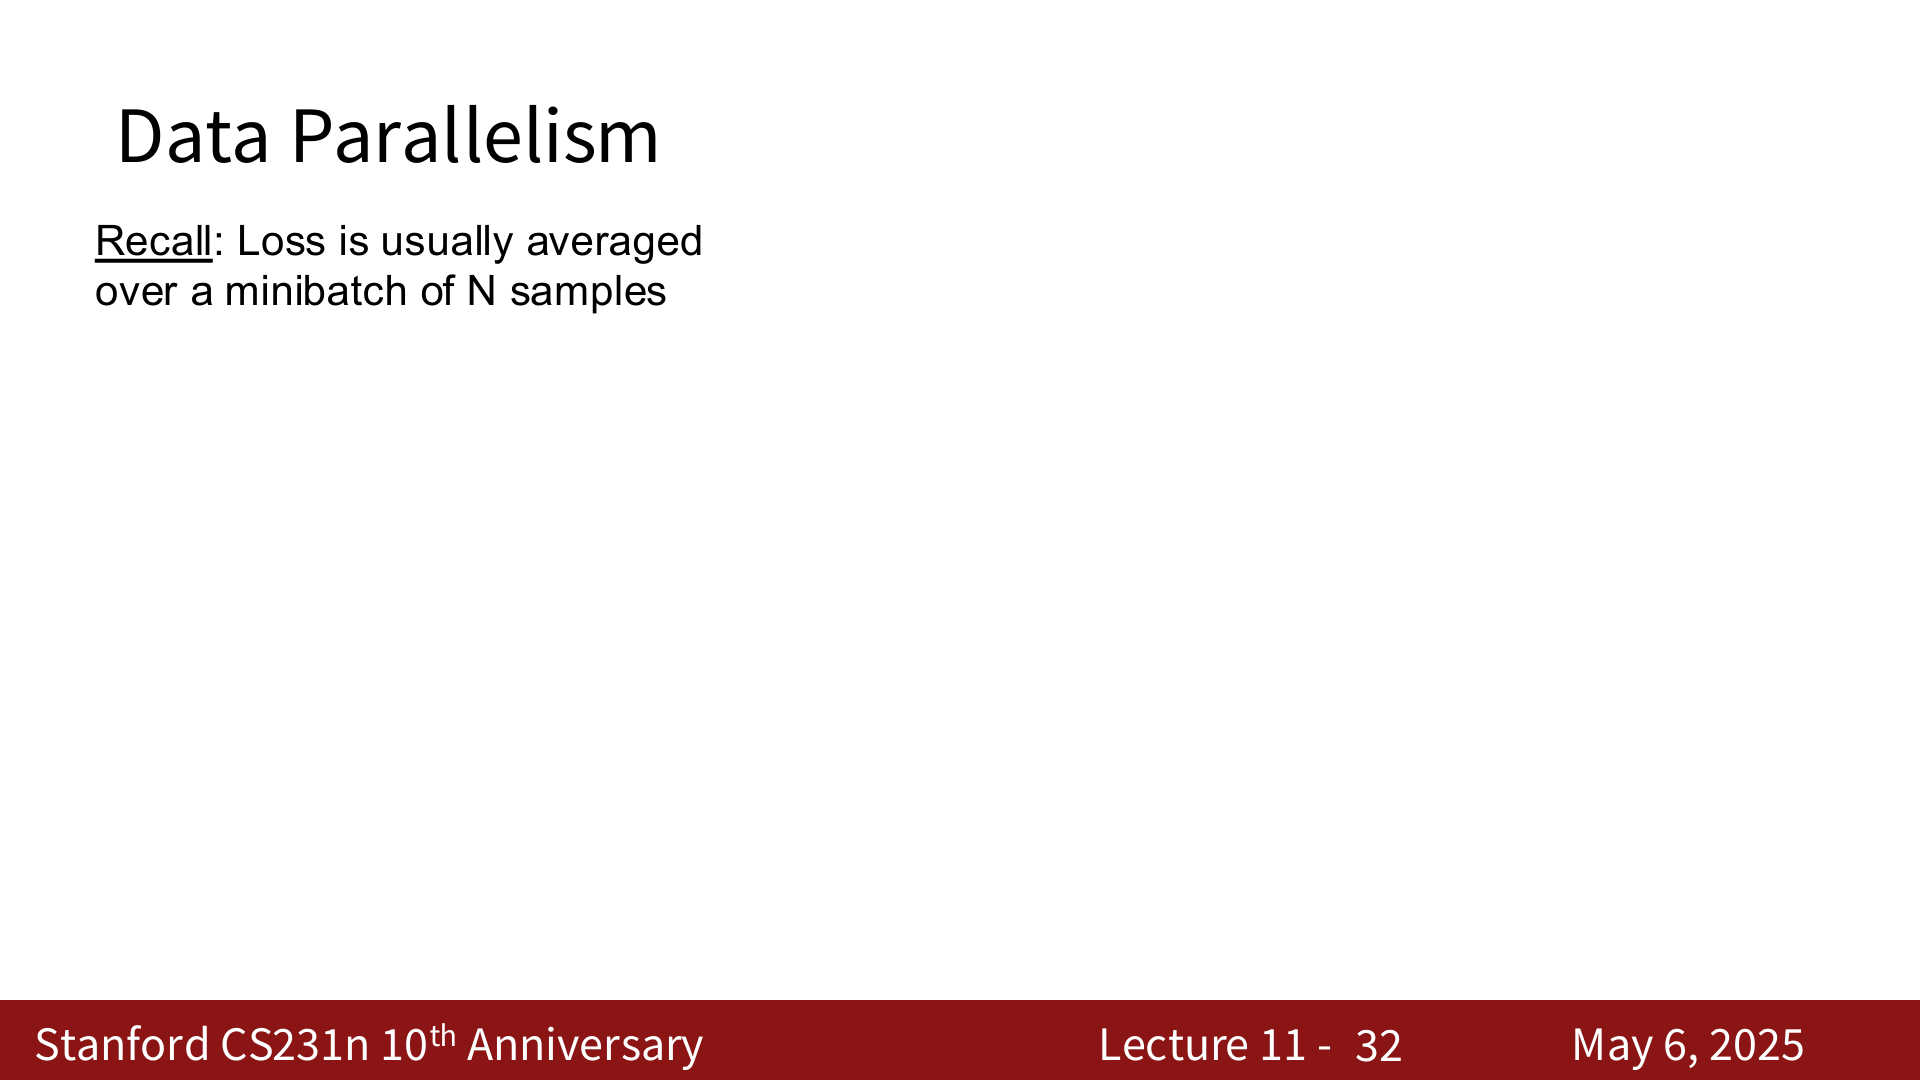 Data Parallelism
Recall: Loss is usually averaged
over a minibatch of N samples
Stanford CS231n 10th Anniversary
Lecture 11 - 32
May 6, 2025